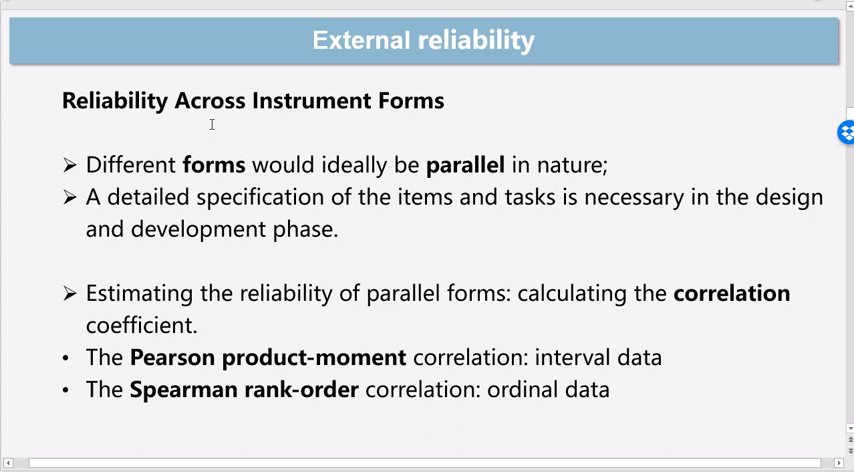 External reliability
Reliability Across Instrument Forms
➢ Different forms would ideally be parallel in nature;
➢ A detailed specification of the items and tasks is necessary in the design
and development phase.
➢ Estimating the reliability of parallel forms: calculating the correlation
coefficient.
• The Pearson product-moment correlation: interval data
• The Spearman rank-order correlation: ordinal data